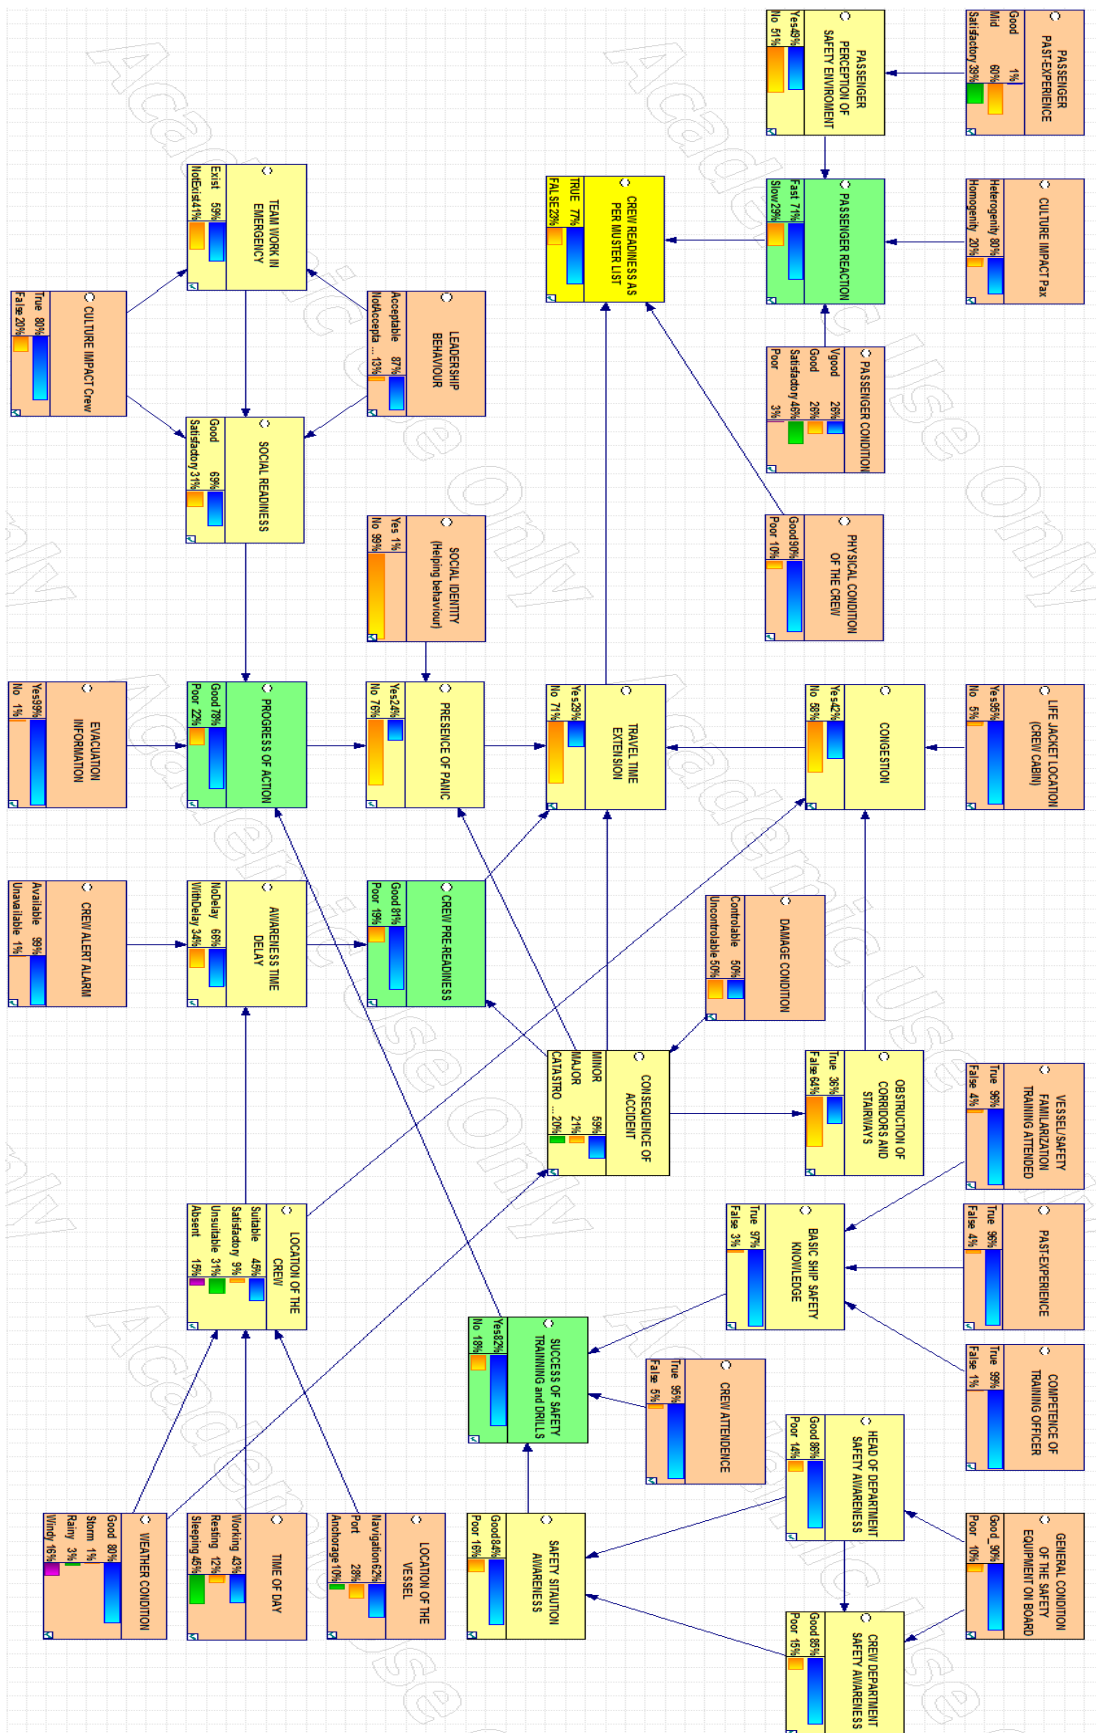 PASSENGER
PAST-EXPERIENCE
Good 1%
Mid 60%
Satisfactory 39%
CULTURE IMPACT Pax
Heterogenity 80%
Homogenity 20%
LIFE JACKET LOCATION
(CREW CABIN)
Yes 95%
No 5%
VESSEL/SAFETY
FAMILARIZATION
TRAINING ATTENDED
True 96%
False 4%
PAST-EXPERIENCE
True 96%
False 4%
COMPETENCE OF
TRAINING OFFICER
True 99%
False 1%
GENERAL CONDITION
OF THE SAFETY
EQUIPMENT ON BOARD
Good_90%
Poor 10%
PASSENGER
PERCEPTION OF
SAFETY ENVIROMENT
Yes 49%
No 51%
PASSENGER REACTION
Fast 71%
Slow 29%
PASSENGER CONDITION
Vgood 26%
Good 26%
Satisfactory 46%
Poor 3%
PHYSICAL CONDITION
OF THE CREW
Good 90%
Poor 10%
CONGESTION
Yes 42%
No 58%
DAMAGE CONDITION
Controlable 50%
Uncontrolable 50%
OBSTRUCTION OF
CORRIDORS AND
STAIRWAYS
True 36%
False 64%
BASIC SHIP SAFETY
KNOWLEDGE
True 97%
False 3%
HEAD OF DEPARTMENT
SAFETY AWARENESS
Good 86%
Poor 14%
CREW DEPARTMENT
SAFETY AWARENESS
Good 85%
Poor 15%
CREW READINESS AS
PER MUSTER LIST
TRUE 77%
FALSE 23%
TRAVEL TIME
EXTENSION
Yes 29%
No 71%
CONSEQUENCE OF
ACCIDENT
MINOR 59%
MAJOR 21%
CATASTRO ... 20%
CREW ATTENDENCE
True 95%
False 5%
SUCCESS OF SAFETY
TRAINING and DRILLS
Yes 82%
No 18%
SAFETY SITAUTION
AWARENESS
Good 84%
Poor 16%
LEADERSHIP
BEHAVIOUR
Acceptable 87%
NotAccepta ... 13%
SOCIAL IDENTITY
(Helping behaviour)
Yes 1%
No 99%
PRESENCE OF PANIC
Yes 24%
No 76%
CREW PRE-READINESS
Good 81%
Poor 19%
LOCATION OF THE
VESSEL
Navigation 62%
Port 28%
Anchorage 10%
TEAM WORK IN
EMERGENCY
Exist 59%
NotExist 41%
SOCIAL READINESS
Good 69%
Satisfactory 31%
PROGRESS OF ACTION
Good 78%
Poor 22%
AWARENESS TIME
DELAY
NoDelay 66%
WithDelay 34%
LOCATION OF THE
CREW
Suitable 45%
Satisfactory 9%
Unsuitable 31%
Absent 15%
TIME OF DAY
Working 43%
Resting 12%
Sleeping 45%
CULTURE IMPACT Crew
True 80%
False 20%
EVACUATION
INFORMATION
Yes 99%
No 1%
CREW ALERT ALARM
Available 99%
Unavailable 1%
WEATHER CONDITION
Good 80%
Storm 1%
Rainy 3%
Windy 16%
Academic Use Only
Academic Use Only